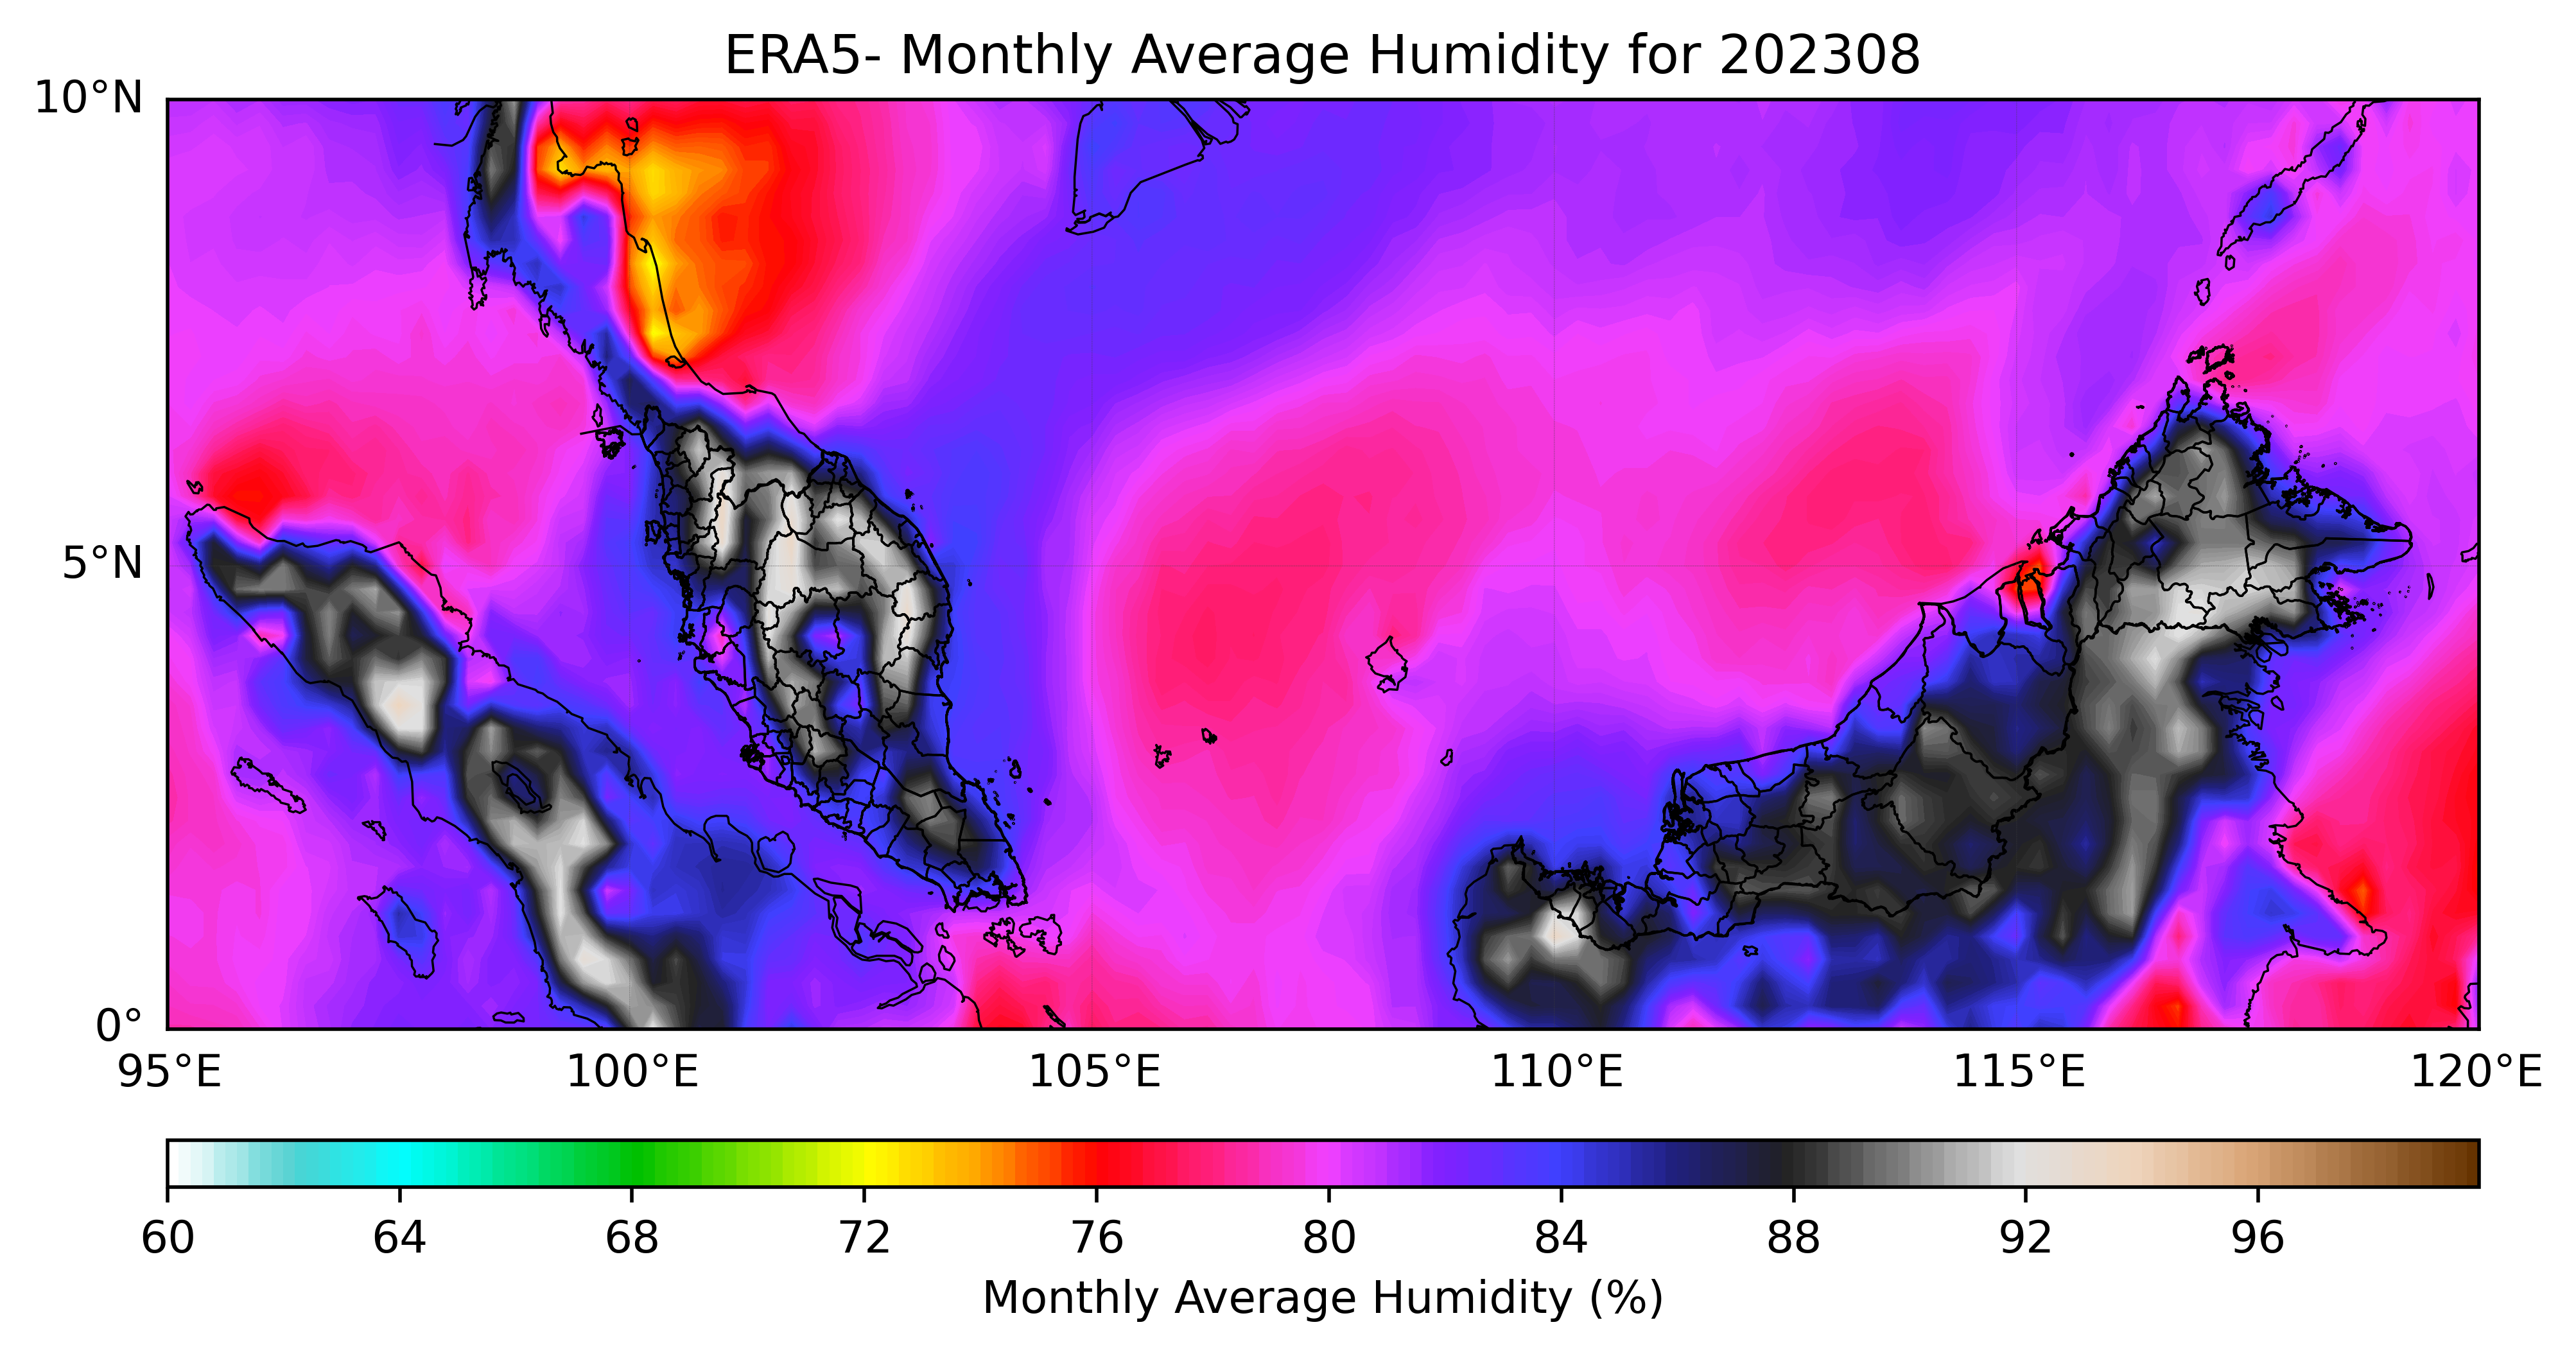 ERA5- Monthly Average Humidity for 202308
10°N
5°N
0°
95°E 100°E 105°E 110°E 115°E 120°E
60 64 68 72 76 80 84 88 92 96
Monthly Average Humidity (%)